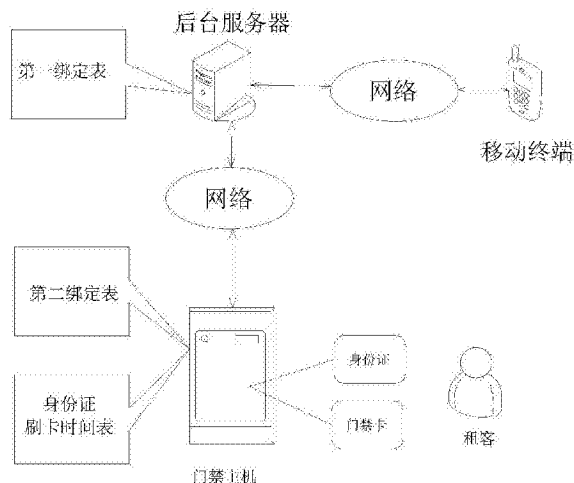 后台服务器
第一绑定表
网络
移动终端
网络
第二绑定表
身份证
身份证
刷卡时间表
门禁卡
租客
门禁主机